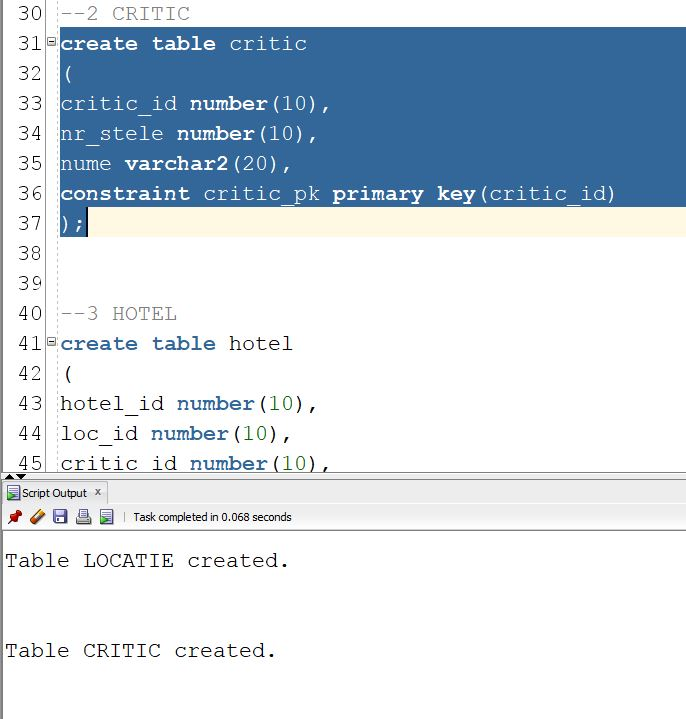 30 --2 CRITIC
31 create table critic
32 (
33 critic_id number(10),
34 nr_stele number(10),
35 nume varchar2(20),
36 constraint critic_pk primary key(critic_id)
37 );
38
39
40 --3 HOTEL
41 create table hotel
42 (
43 hotel_id number(10),
44 loc_id number(10),
45 critic_id number(10),
Script Output x
Task completed in 0.068 seconds
Table LOCATIE created.
Table CRITIC created.